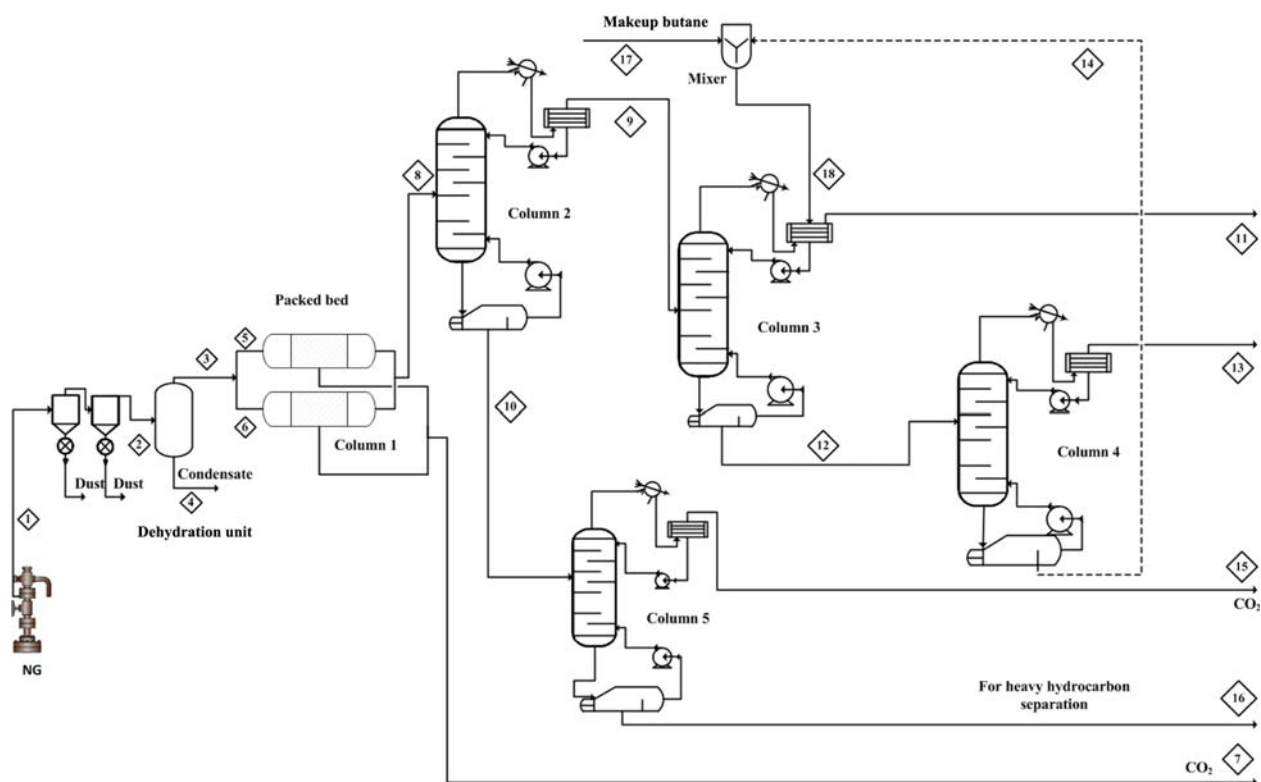 Makeup butane
17
14
Mixer
9
8
18
Column 2
11
Packed bed
Column 3
5
3
13
10
6
12
2
Column 1
Column 4
Dust
Dust
Condensate
4
1
Dehydration unit
15
CO2
Column 5
NG
For heavy hydrocarbon
separation
16
CO2
7